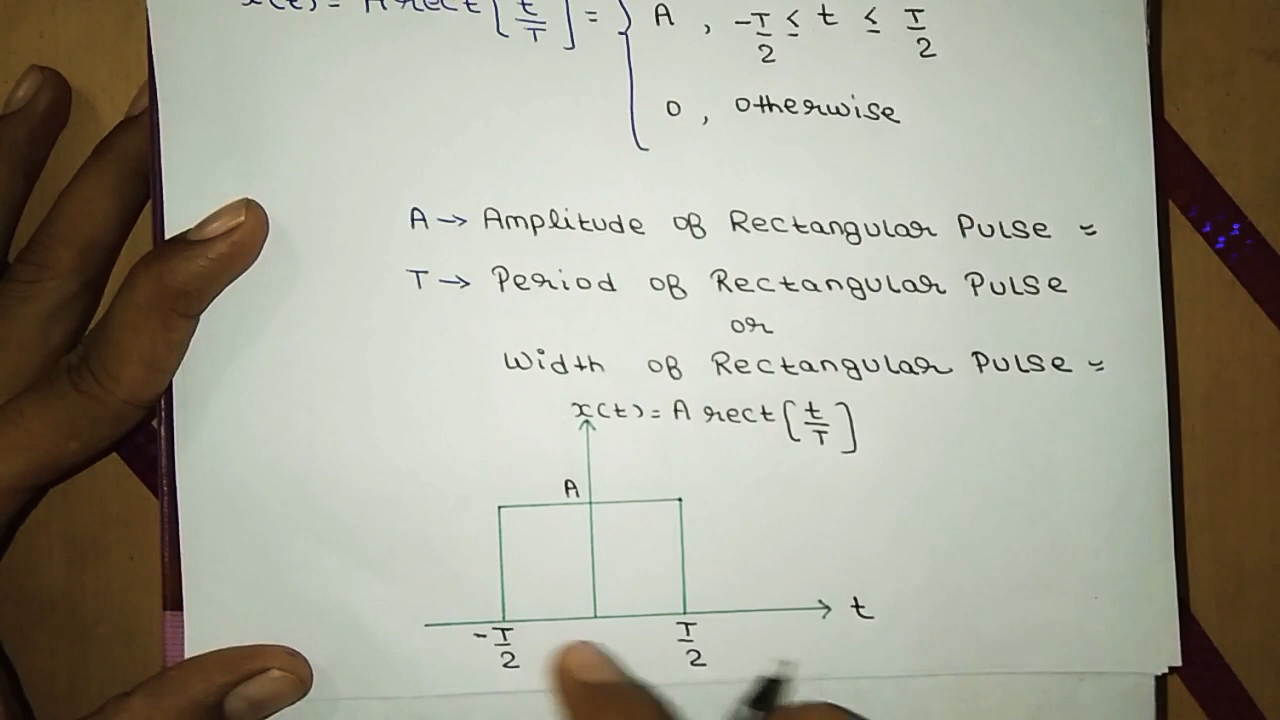 x(t) = A rect [t/T] = { A , -T/2 ≤ t ≤ T/2
0 , otherwise
A → Amplitude of Rectangular Pulse =
T → Period of Rectangular Pulse
or
Width of Rectangular Pulse =
x(t) = A rect [t/T]
A
t
-T/2 T/2